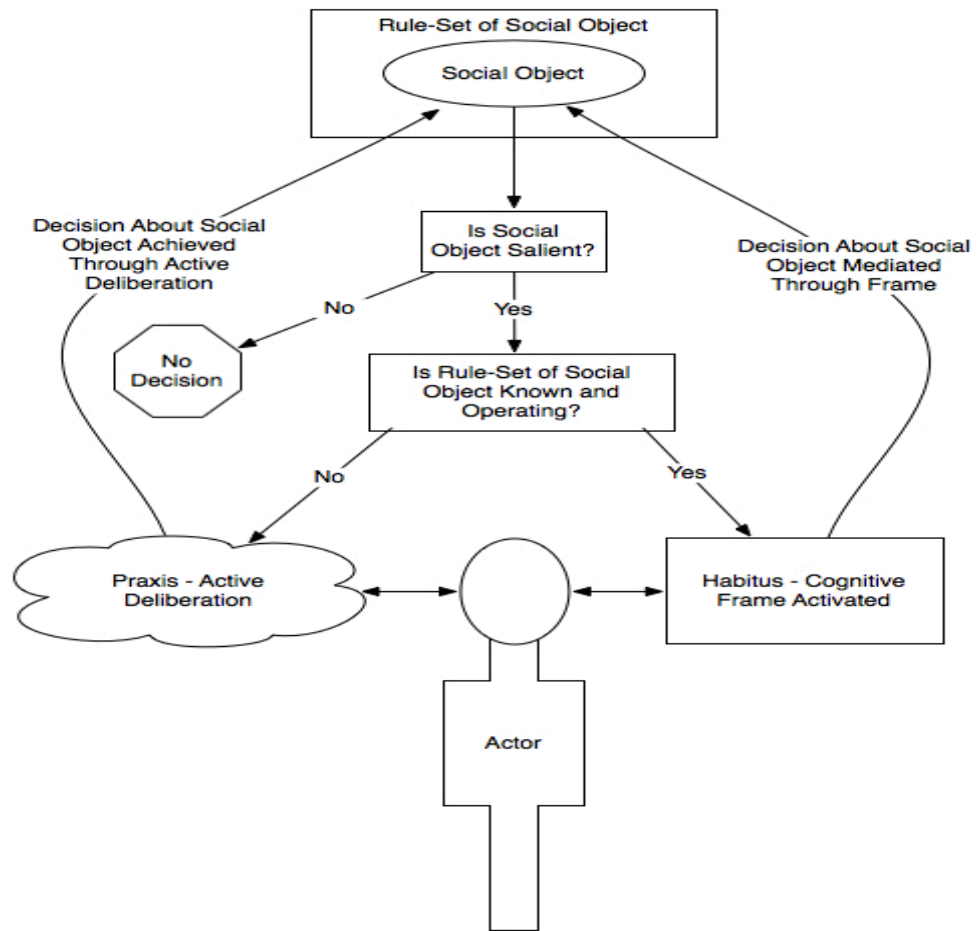 Rule-Set of Social Object
Social Object
Decision About Social
Object Achieved
Through Active
Deliberation
Is Social
Object Salient?
Decision About Social
Object Mediated
Through Frame
No
Yes
No
Decision
Is Rule-Set of Social
Object Known and
Operating?
No
Yes
Praxis - Active
Deliberation
Habitus - Cognitive
Frame Activated
Actor